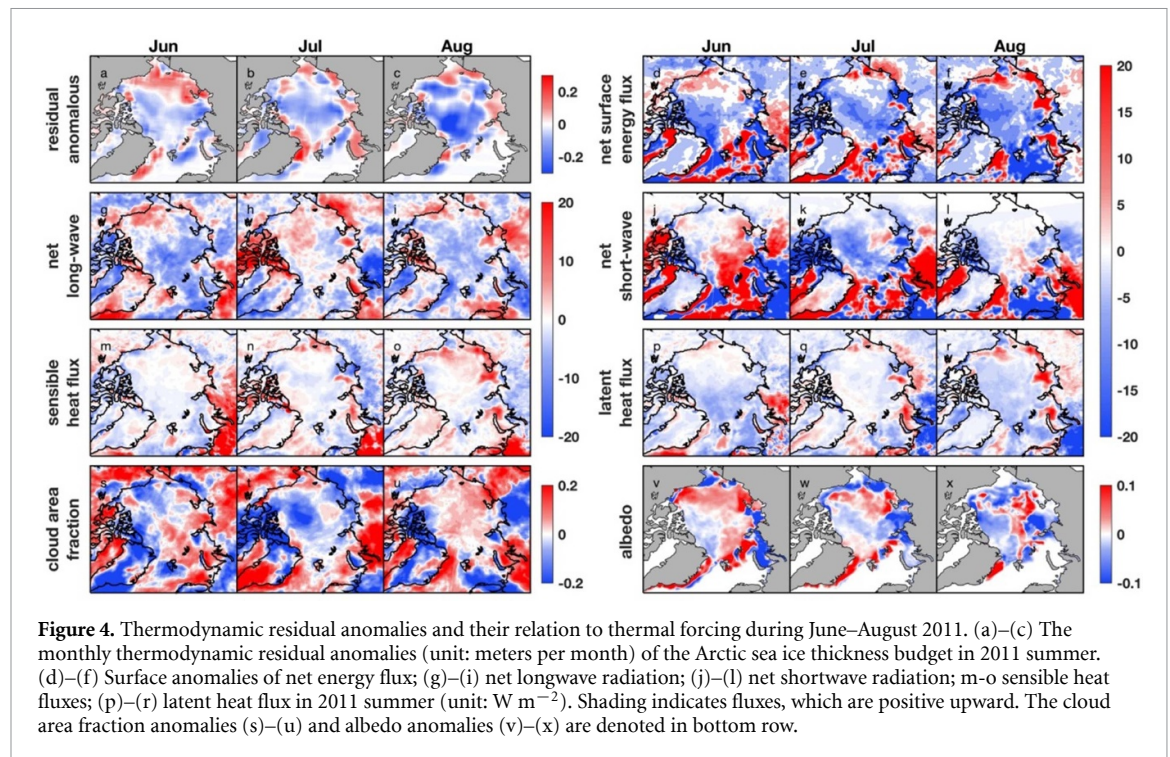 Jun Jul Aug Jun Jul Aug
residual
anomalous
a b c
0.2
0
-0.2
net surface
energy flux
d e f
20
15
10
5
0
-5
-10
-15
-20
net
long-wave
g h i
20
10
0
-10
-20
net
short-wave
j k l
sensible
heat flux
m n o
latent
heat flux
p q r
cloud area
fraction
s t u
0.2
0
-0.2
albedo
v w x
0.1
0
-0.1
Figure 4. Thermodynamic residual anomalies and their relation to thermal forcing during June–August 2011. (a)–(c) The
monthly thermodynamic residual anomalies (unit: meters per month) of the Arctic sea ice thickness budget in 2011 summer.
(d)–(f) Surface anomalies of net energy flux; (g)–(i) net longwave radiation; (j)–(l) net shortwave radiation; m-o sensible heat
fluxes; (p)–(r) latent heat flux in 2011 summer (unit: W m−2). Shading indicates fluxes, which are positive upward. The cloud
area fraction anomalies (s)–(u) and albedo anomalies (v)–(x) are denoted in bottom row.